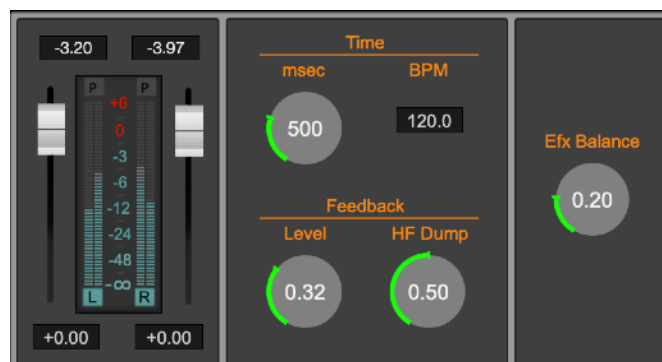 -3.20 -3.97
P P
+6
0
-3
-6
-12
-24
-48
-∞
L R
+0.00 +0.00
Time
msec BPM
500 120.0
Feedback
Level HF Dump
0.32 0.50
Efx Balance
0.20